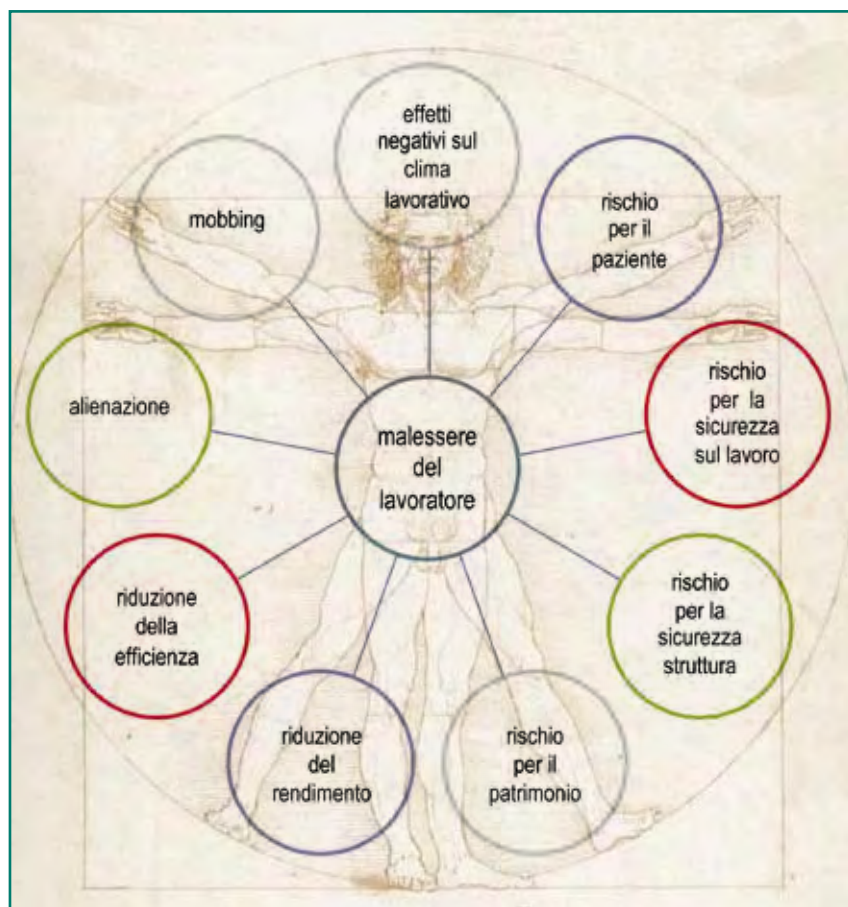 effetti
negativi sul
clima
lavorativo
mobbing
rischio
per il
paziente
alienazione
rischio
per la
sicurezza
sul lavoro
malessere
del
lavoratore
riduzione
della
efficienza
rischio
per la
sicurezza
struttura
riduzione
del
rendimento
rischio
per il
patrimonio